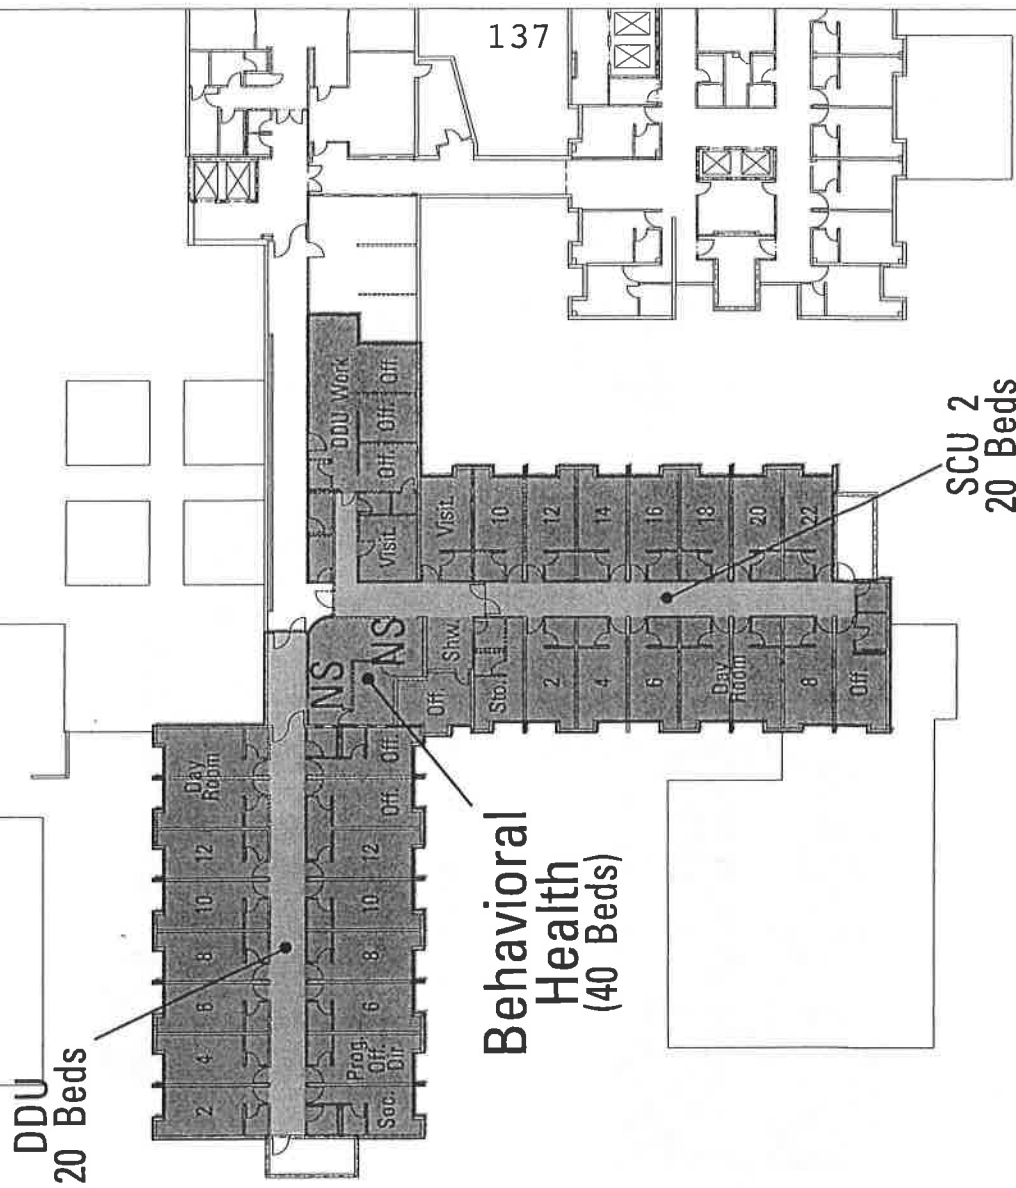 137
DDU
20 Beds
Behavioral
Health
(40 Beds)
SCU 2
20 Beds
DDU Work
Off.
Off.
Off.
Visit.
Visit.
10
12
14
16
18
20
22
NS
NS
Shw.
Off.
Sto.
2
4
6
Day
Room
8
Off.
Day
Room
12
10
8
6
4
2
Off.
Off.
12
10
8
6
Prog.
Off.
Dir.
Soc.